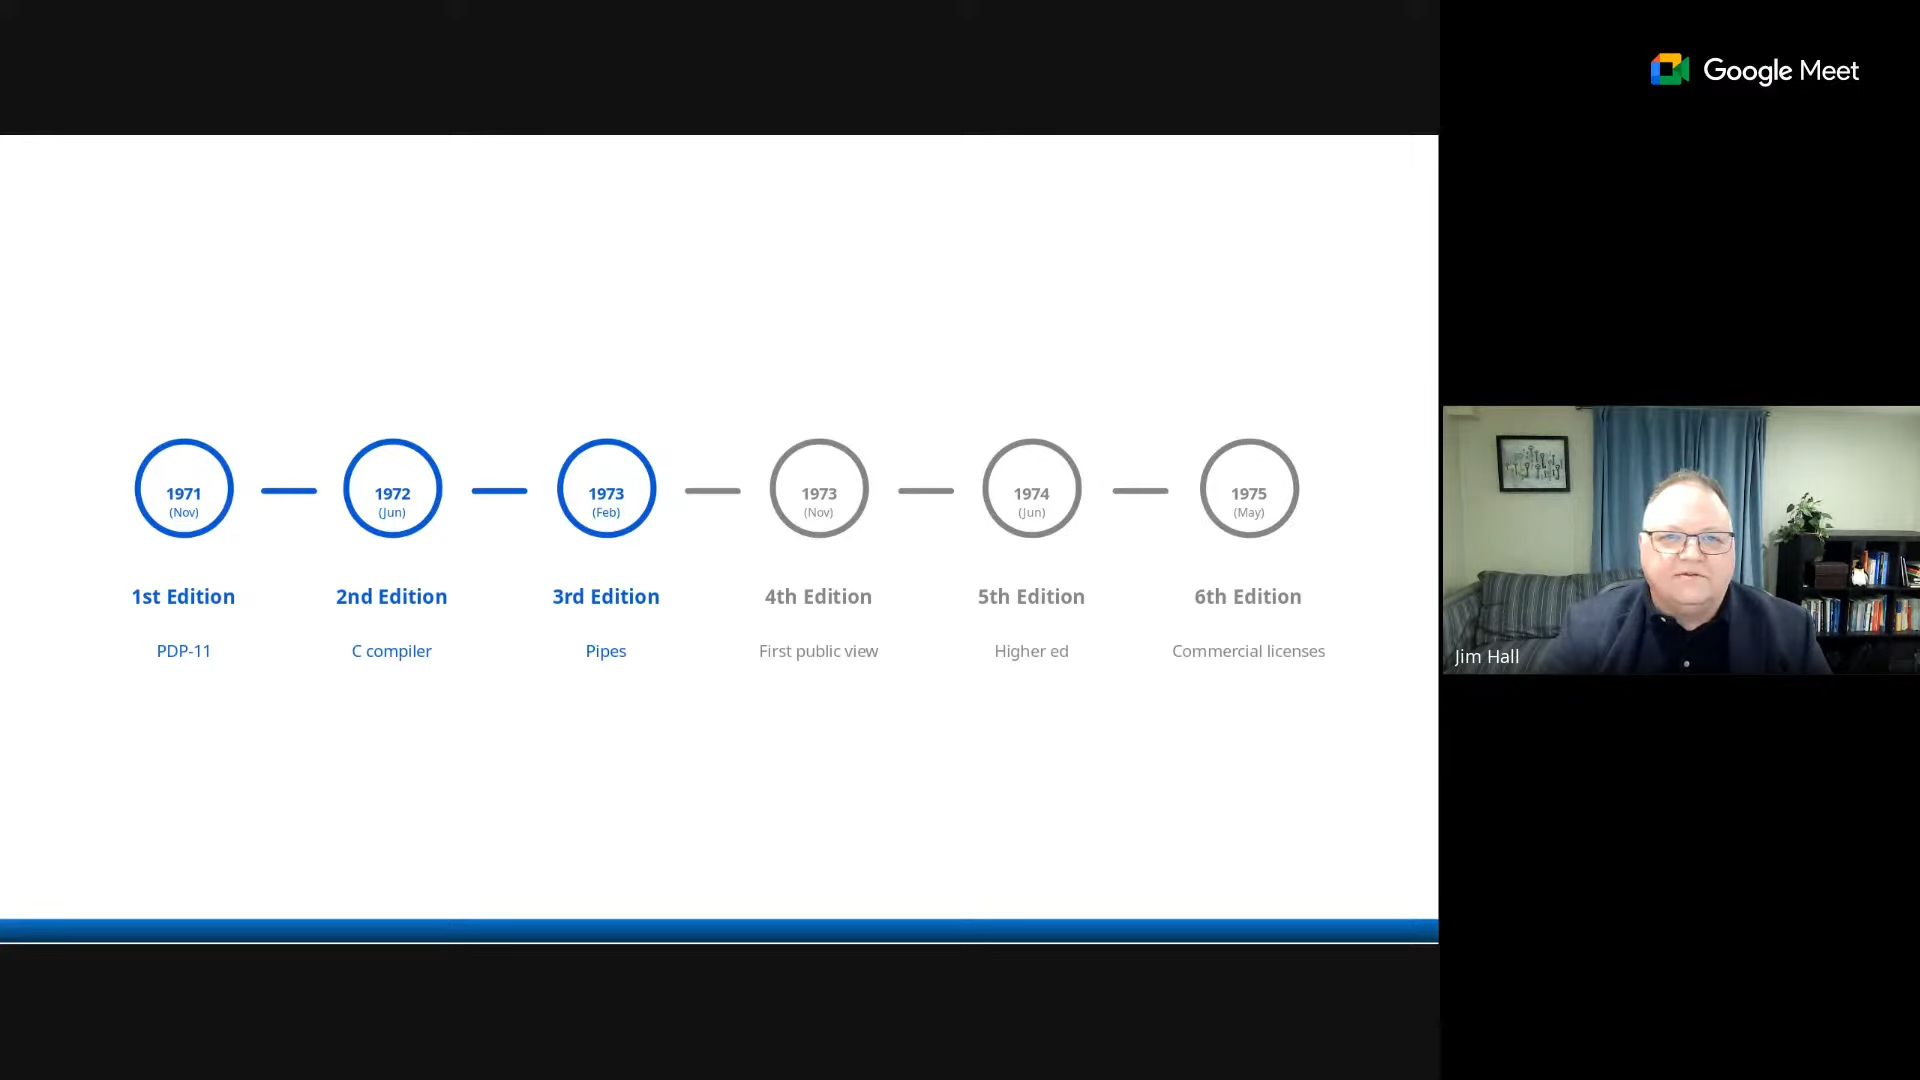 Google Meet
1971 1972 1973 1973 1974 1975
(Nov) (Jun) (Feb) (Nov) (Jun) (May)
1st Edition 2nd Edition 3rd Edition 4th Edition 5th Edition 6th Edition
PDP-11 C compiler Pipes First public view Higher ed Commercial licenses
Jim Hall